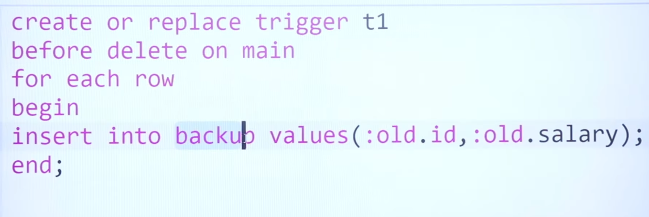 create or replace trigger t1
before delete on main
for each row
begin
insert into backup values(:old.id,:old.salary);
end;